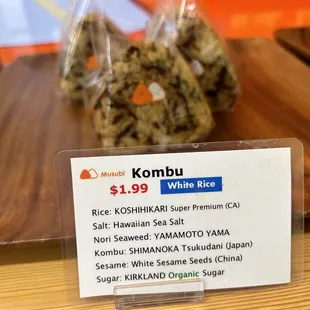 Musubi Kombu
$1.99 White Rice
Rice: KOSHIHIKARI Super Premium (CA)
Salt: Hawaiian Sea Salt
Nori Seaweed: YAMAMOTO YAMA
Kombu: SHIMANOKA Tsukudani (Japan)
Sesame: White Sesame Seeds (China)
Sugar: KIRKLAND Organic Sugar